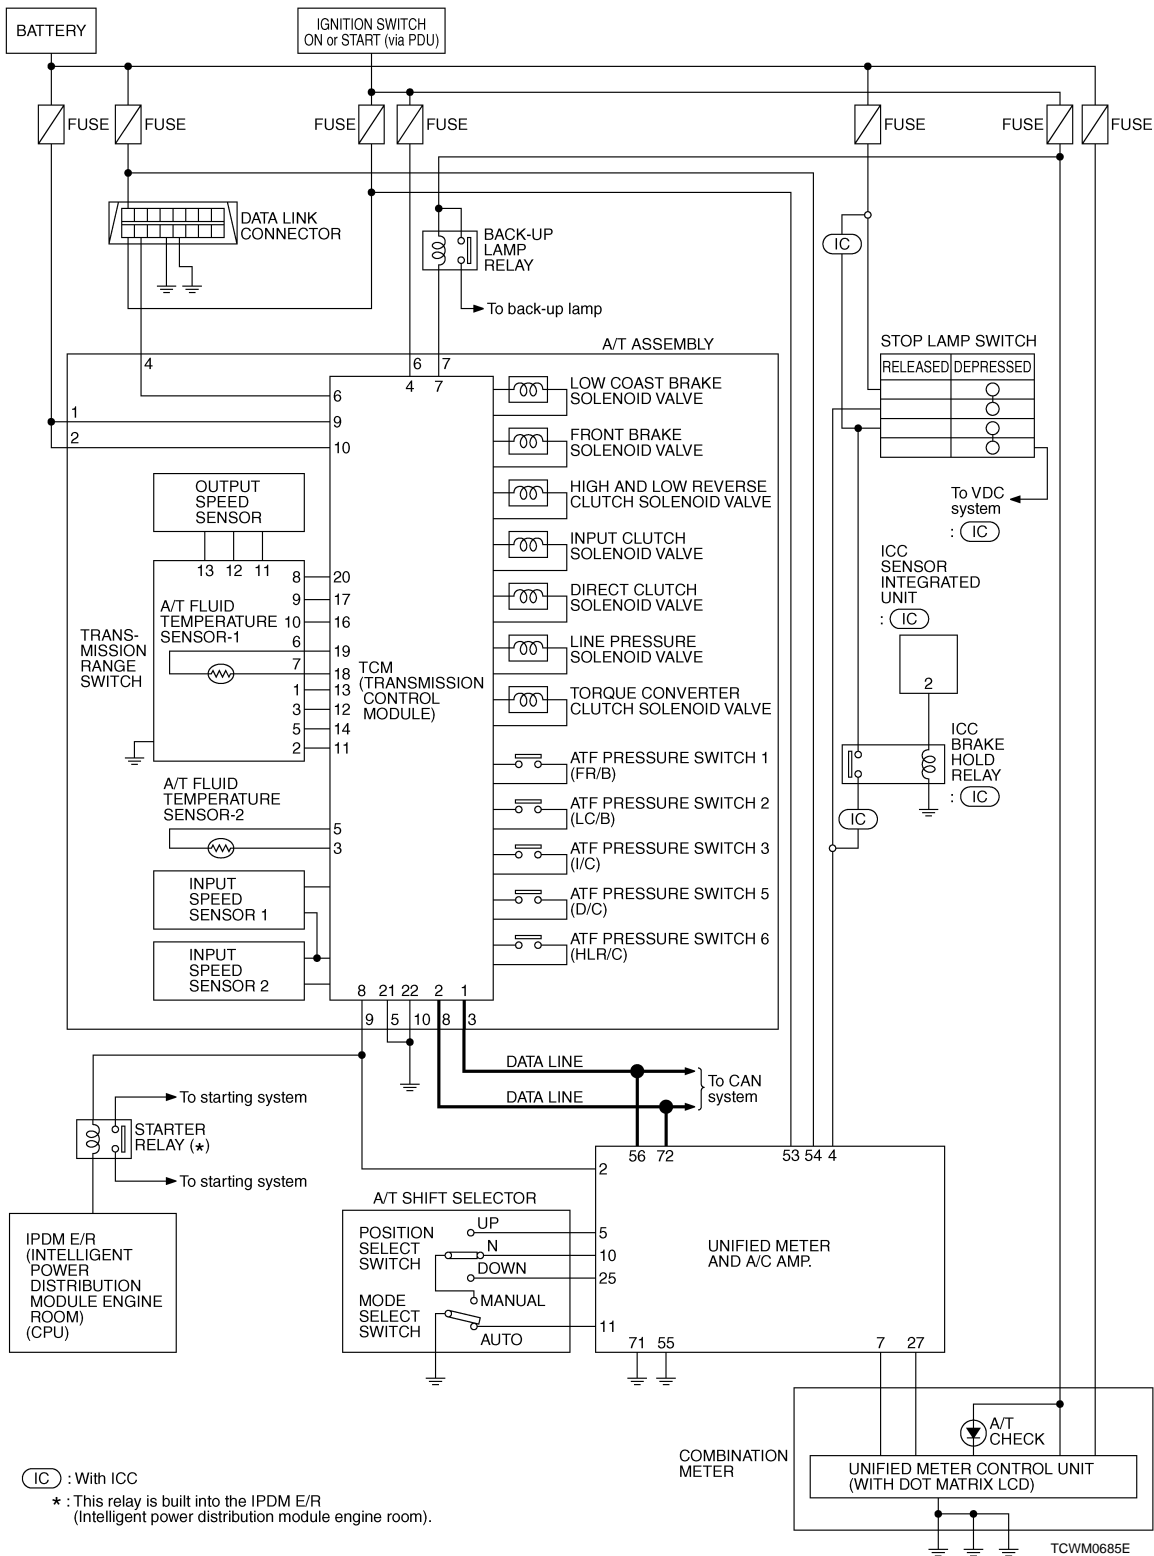 BATTERY
IGNITION SWITCH
ON or START (via PDU)
FUSE
FUSE
FUSE
FUSE
FUSE
FUSE
FUSE
DATA LINK
CONNECTOR
BACK-UP
LAMP
RELAY
To back-up lamp
IC
STOP LAMP SWITCH
RELEASED DEPRESSED
To VDC
system
: IC
ICC
SENSOR
INTEGRATED
UNIT
: IC
2
ICC
BRAKE
HOLD
RELAY
: IC
IC
A/T ASSEMBLY
4
6 7
4 7
6
1
9
2
10
LOW COAST BRAKE
SOLENOID VALVE
FRONT BRAKE
SOLENOID VALVE
HIGH AND LOW REVERSE
CLUTCH SOLENOID VALVE
INPUT CLUTCH
SOLENOID VALVE
DIRECT CLUTCH
SOLENOID VALVE
LINE PRESSURE
SOLENOID VALVE
TORQUE CONVERTER
CLUTCH SOLENOID VALVE
ATF PRESSURE SWITCH 1
(FR/B)
ATF PRESSURE SWITCH 2
(LC/B)
ATF PRESSURE SWITCH 3
(I/C)
ATF PRESSURE SWITCH 5
(D/C)
ATF PRESSURE SWITCH 6
(HLR/C)
OUTPUT
SPEED
SENSOR
13 12 11
TRANS-
MISSION
RANGE
SWITCH
A/T FLUID
TEMPERATURE
SENSOR-1
8 20
9 17
10 16
6 19
7 18
1 13
3 12
5 14
2 11
TCM
(TRANSMISSION
CONTROL
MODULE)
A/T FLUID
TEMPERATURE
SENSOR-2
5
3
INPUT
SPEED
SENSOR 1
INPUT
SPEED
SENSOR 2
8 21 22 2 1
9 5 10 8 3
DATA LINE
DATA LINE
To CAN
system
To starting system
STARTER
RELAY (*)
To starting system
IPDM E/R
(INTELLIGENT
POWER
DISTRIBUTION
MODULE ENGINE
ROOM)
(CPU)
A/T SHIFT SELECTOR
POSITION
SELECT
SWITCH
UP
N
DOWN
MODE
SELECT
SWITCH
MANUAL
AUTO
56 72 53 54 4
2
5
10
25
11
UNIFIED METER
AND A/C AMP.
71 55 7 27
COMBINATION
METER
A/T
CHECK
UNIFIED METER CONTROL UNIT
(WITH DOT MATRIX LCD)
IC : With ICC
* : This relay is built into the IPDM E/R
(Intelligent power distribution module engine room).
TCWM0685E